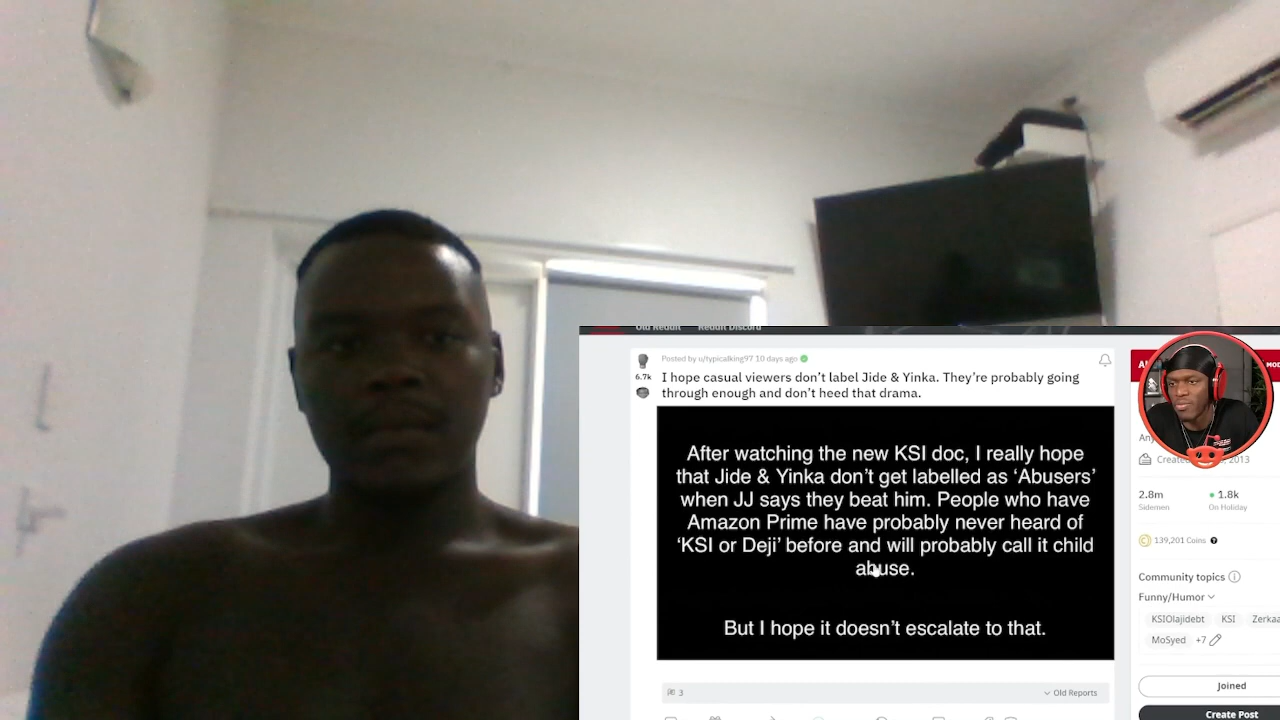 Old Reddit Reddit Discord
Posted by u/typicalking97 10 days ago
6.7k
I hope casual viewers don't label Jide & Yinka. They're probably going
through enough and don't heed that drama.
After watching the new KSI doc, I really hope
that Jide & Yinka don't get labelled as 'Abusers'
when JJ says they beat him. People who have
Amazon Prime have probably never heard of
'KSI or Deji' before and will probably call it child
abuse.
But I hope it doesn't escalate to that.
3
Old Reports
2013
2.8m 1.8k
Sidemen On Holiday
139,201 Coins
Community topics
Funny/Humor
KSIOlajidebt KSI
MoSyed +7
Joined
Create Post